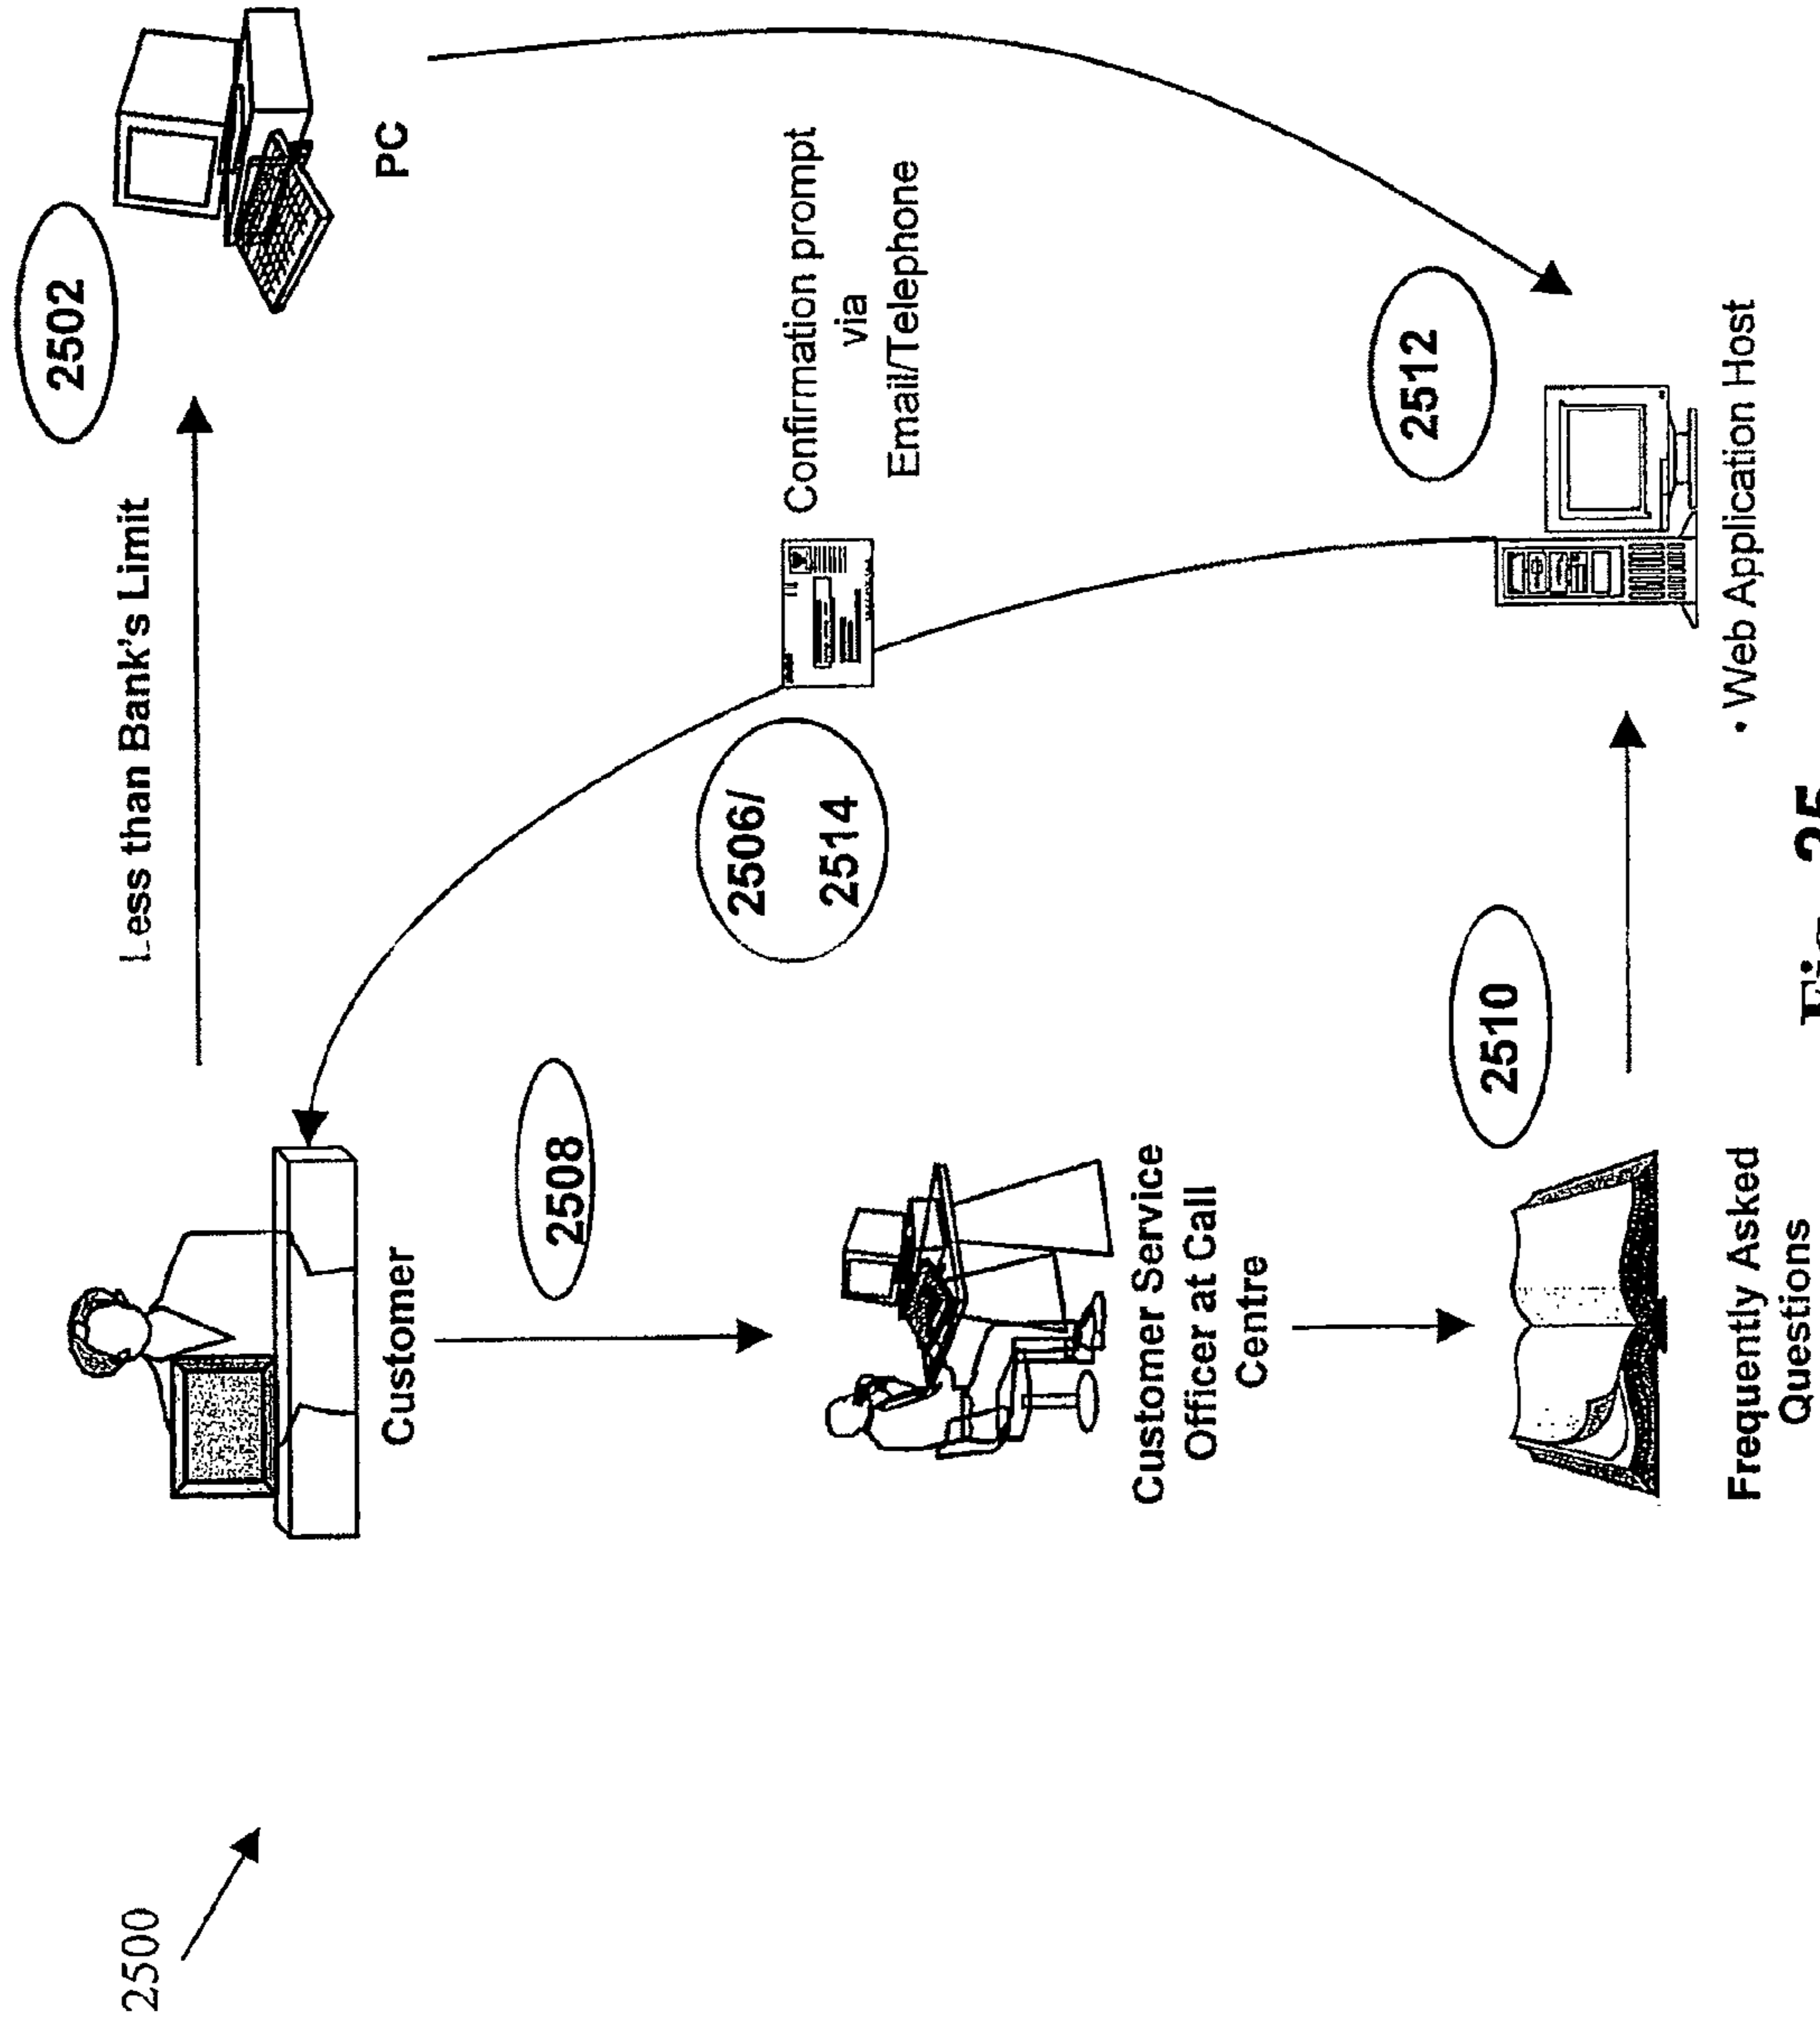 2500
Less than Bank's Limit
2502
Customer
PC
2508
2506/
2514
Confirmation prompt
via
Email/Telephone
Customer Service
Officer at Call
Centre
2510
2512
Frequently Asked
Questions
• Web Application Host